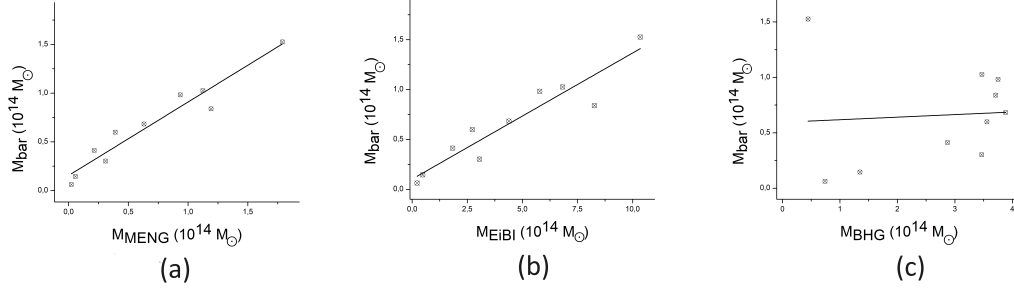 1,5
1,0
0,5
0,0
M_bar (10^14 M_⊙)
0,0 0,5 1,0 1,5
M_MENG (10^14 M_⊙)
(a)
1,5
1,0
0,5
0,0
M_bar (10^14 M_⊙)
0,0 2,5 5,0 7,5 10,0
M_EiBI (10^14 M_⊙)
(b)
1,5
1,0
0,5
0,0
M_bar (10^14 M_⊙)
0 1 2 3 4
M_BHG (10^14 M_⊙)
(c)